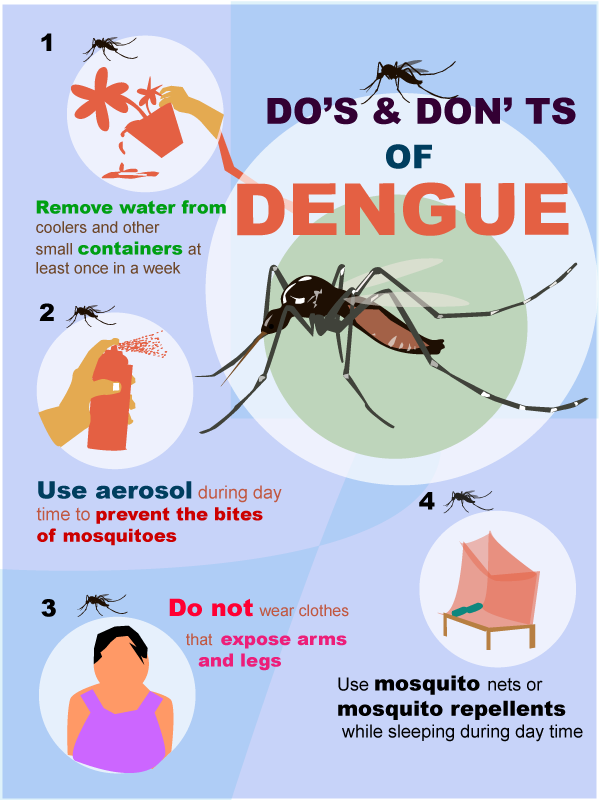 DO'S & DON' TS
OF
DENGUE
1
Remove water from
coolers and other
small containers at
least once in a week
2
Use aerosol during day
time to prevent the bites
of mosquitoes
3
Do not wear clothes
that expose arms
and legs
4
Use mosquito nets or
mosquito repellents
while sleeping during day time